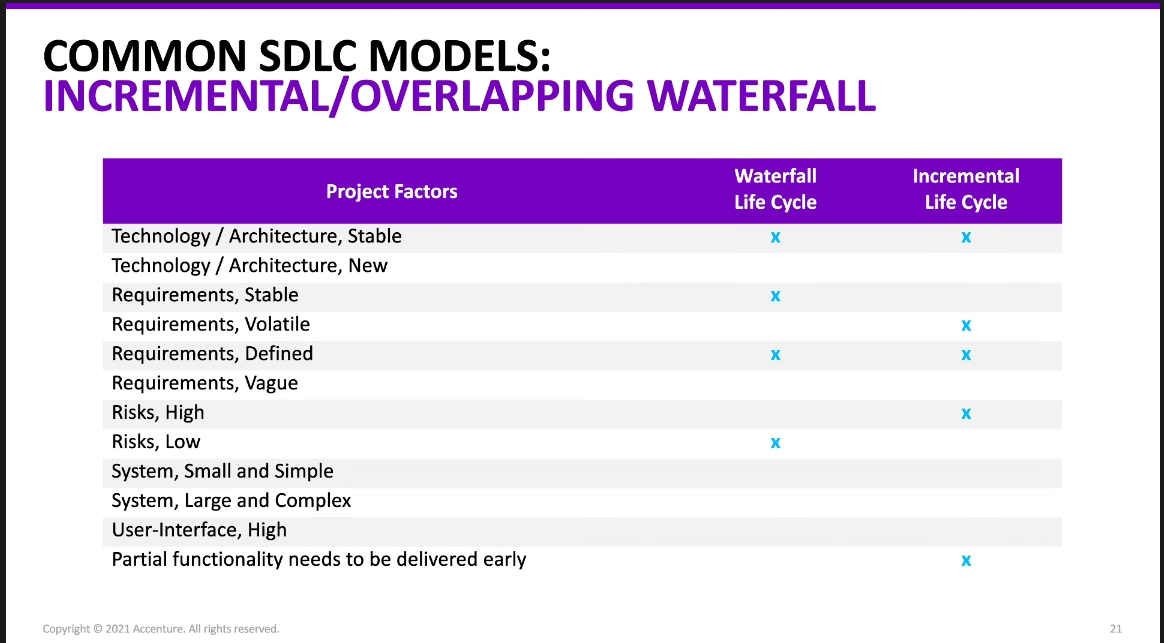 COMMON SDLC MODELS:
INCREMENTAL/OVERLAPPING WATERFALL
Project Factors Waterfall Life Cycle Incremental Life Cycle
Technology / Architecture, Stable x x
Technology / Architecture, New
Requirements, Stable x
Requirements, Volatile x
Requirements, Defined x x
Requirements, Vague
Risks, High x
Risks, Low x
System, Small and Simple
System, Large and Complex
User-Interface, High
Partial functionality needs to be delivered early x
Copyright © 2021 Accenture. All rights reserved. 21